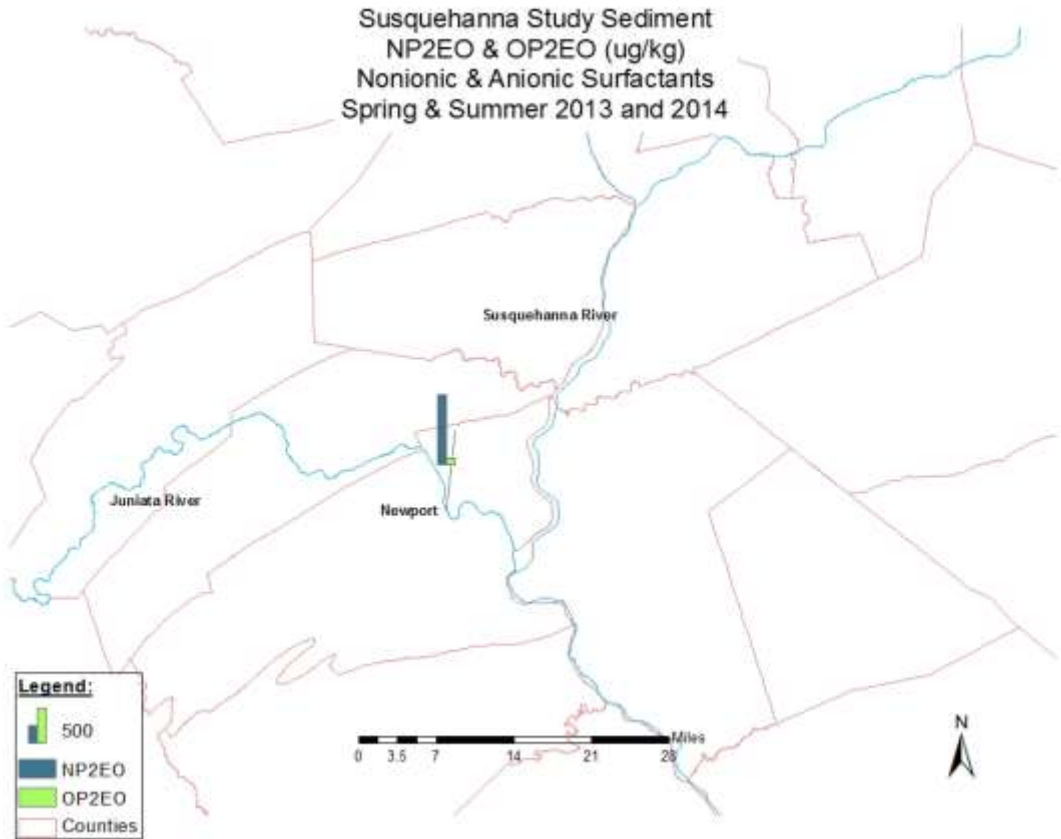 Susquehanna Study Sediment
NP2EO & OP2EO (ug/kg)
Nonionic & Anionic Surfactants
Spring & Summer 2013 and 2014
Susquehanna River
Juniata River
Newport
Legend:
500
NP2EO
OP2EO
Counties
Miles
0 3.5 7 14 21 28
N